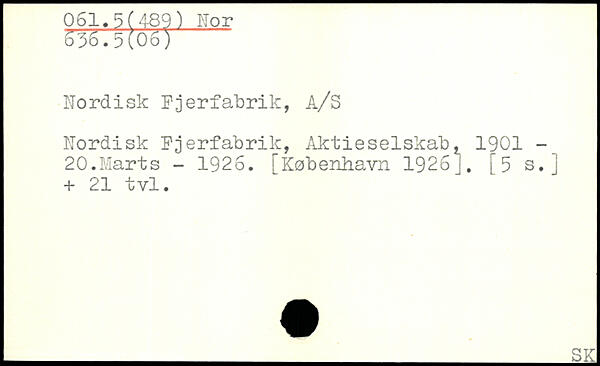 061.5(489) Nor
636.5(06)
Nordisk Fjerfabrik, A/S
Nordisk Fjerfabrik, Aktieselskab, 1901 -
20.Marts - 1926. [København 1926]. [5 s.]
+ 21 tvl.
SK